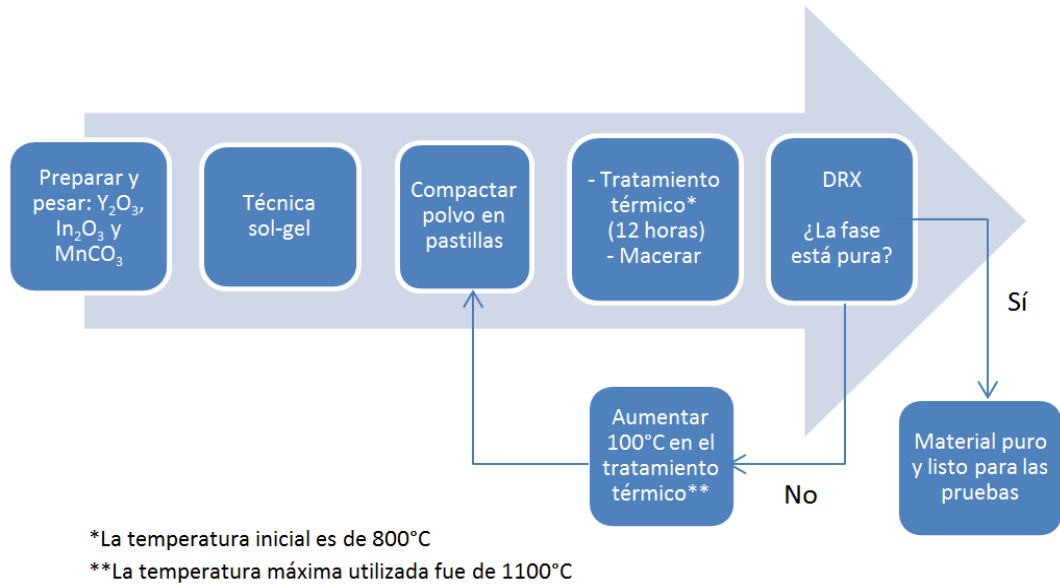 Preparar y
pesar: Y₂O₃,
In₂O₃ y
MnCO₃
Técnica
sol-gel
Compactar
polvo en
pastillas
- Tratamiento
térmico*
(12 horas)
- Macerar
DRX
¿La fase
está pura?
Sí
No
Aumentar
100°C en el
tratamiento
térmico**
Material puro
y listo para las
pruebas
*La temperatura inicial es de 800°C
**La temperatura máxima utilizada fue de 1100°C